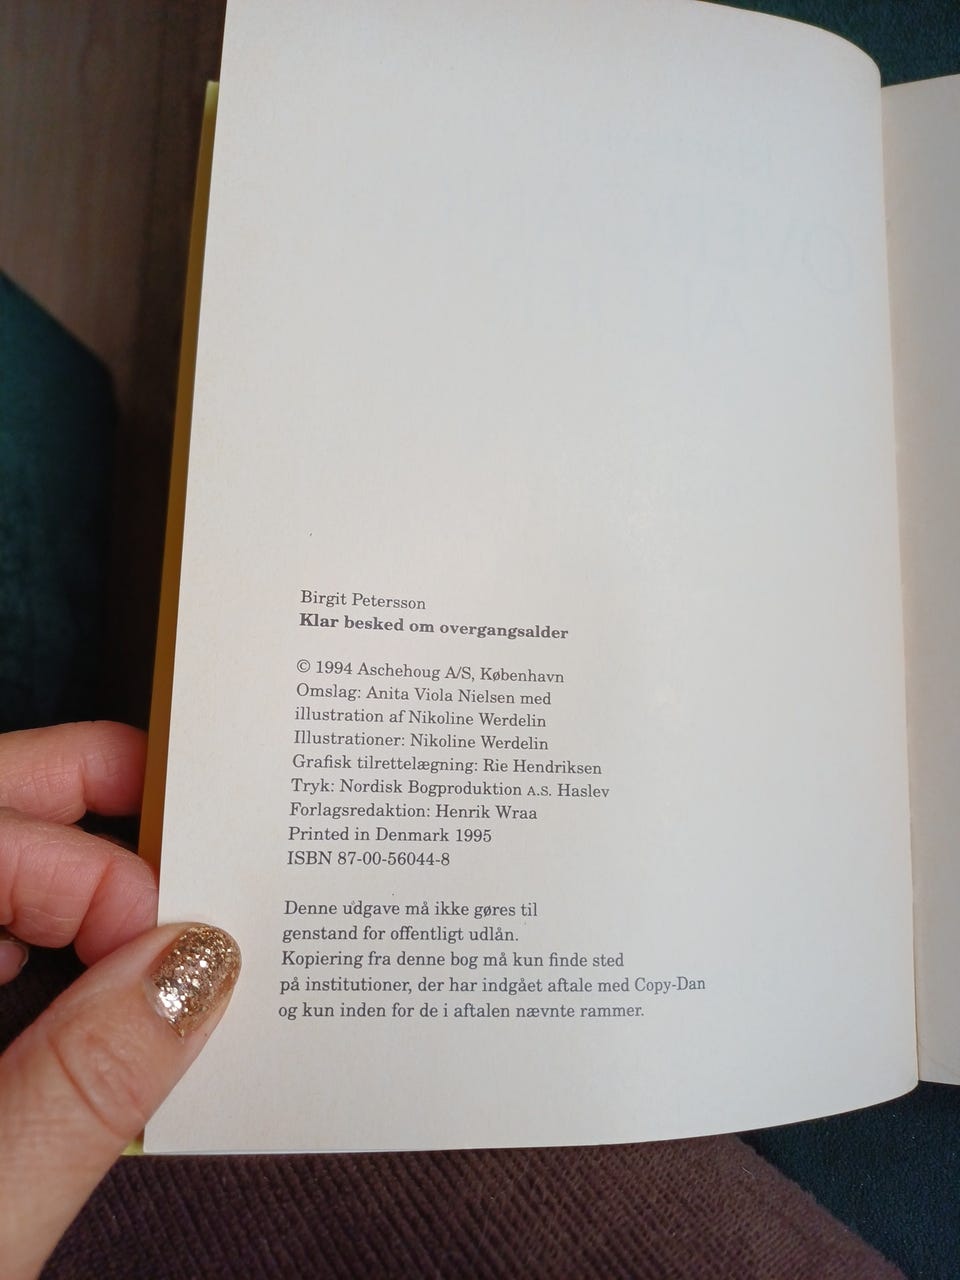 Birgit Petersson
Klar besked om overgangsalder
© 1994 Aschehoug A/S, København
Omslag: Anita Viola Nielsen med
illustration af Nikoline Werdelin
Illustrationer: Nikoline Werdelin
Grafisk tilrettelægning: Rie Hendriksen
Tryk: Nordisk Bogproduktion A.S. Haslev
Forlagsredaktion: Henrik Wraa
Printed in Denmark 1995
ISBN 87-00-56044-8
Denne udgave må ikke gøres til
genstand for offentligt udlån.
Kopiering fra denne bog må kun finde sted
på institutioner, der har indgået aftale med Copy-Dan
og kun inden for de i aftalen nævnte rammer.